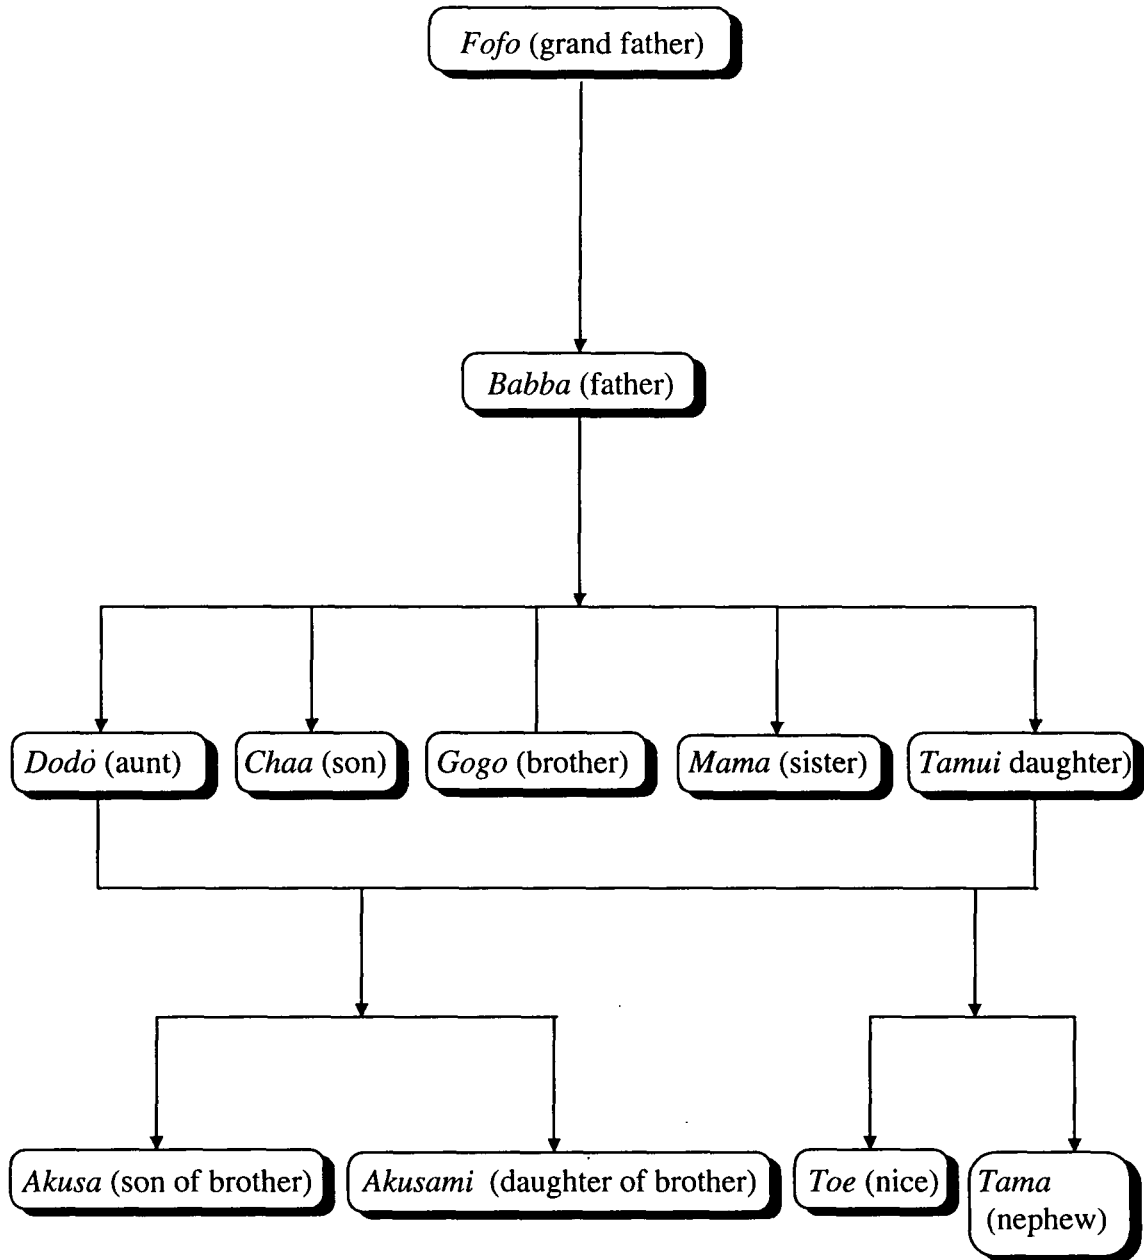 Fofo (grand father)
Babba (father)
Dodȯ (aunt)
Chaa (son)
Gogo (brother)
Mama (sister)
Tamui daughter)
Akusa (son of brother)
Akusami (daughter of brother)
Toe (nice)
Tama
(nephew)